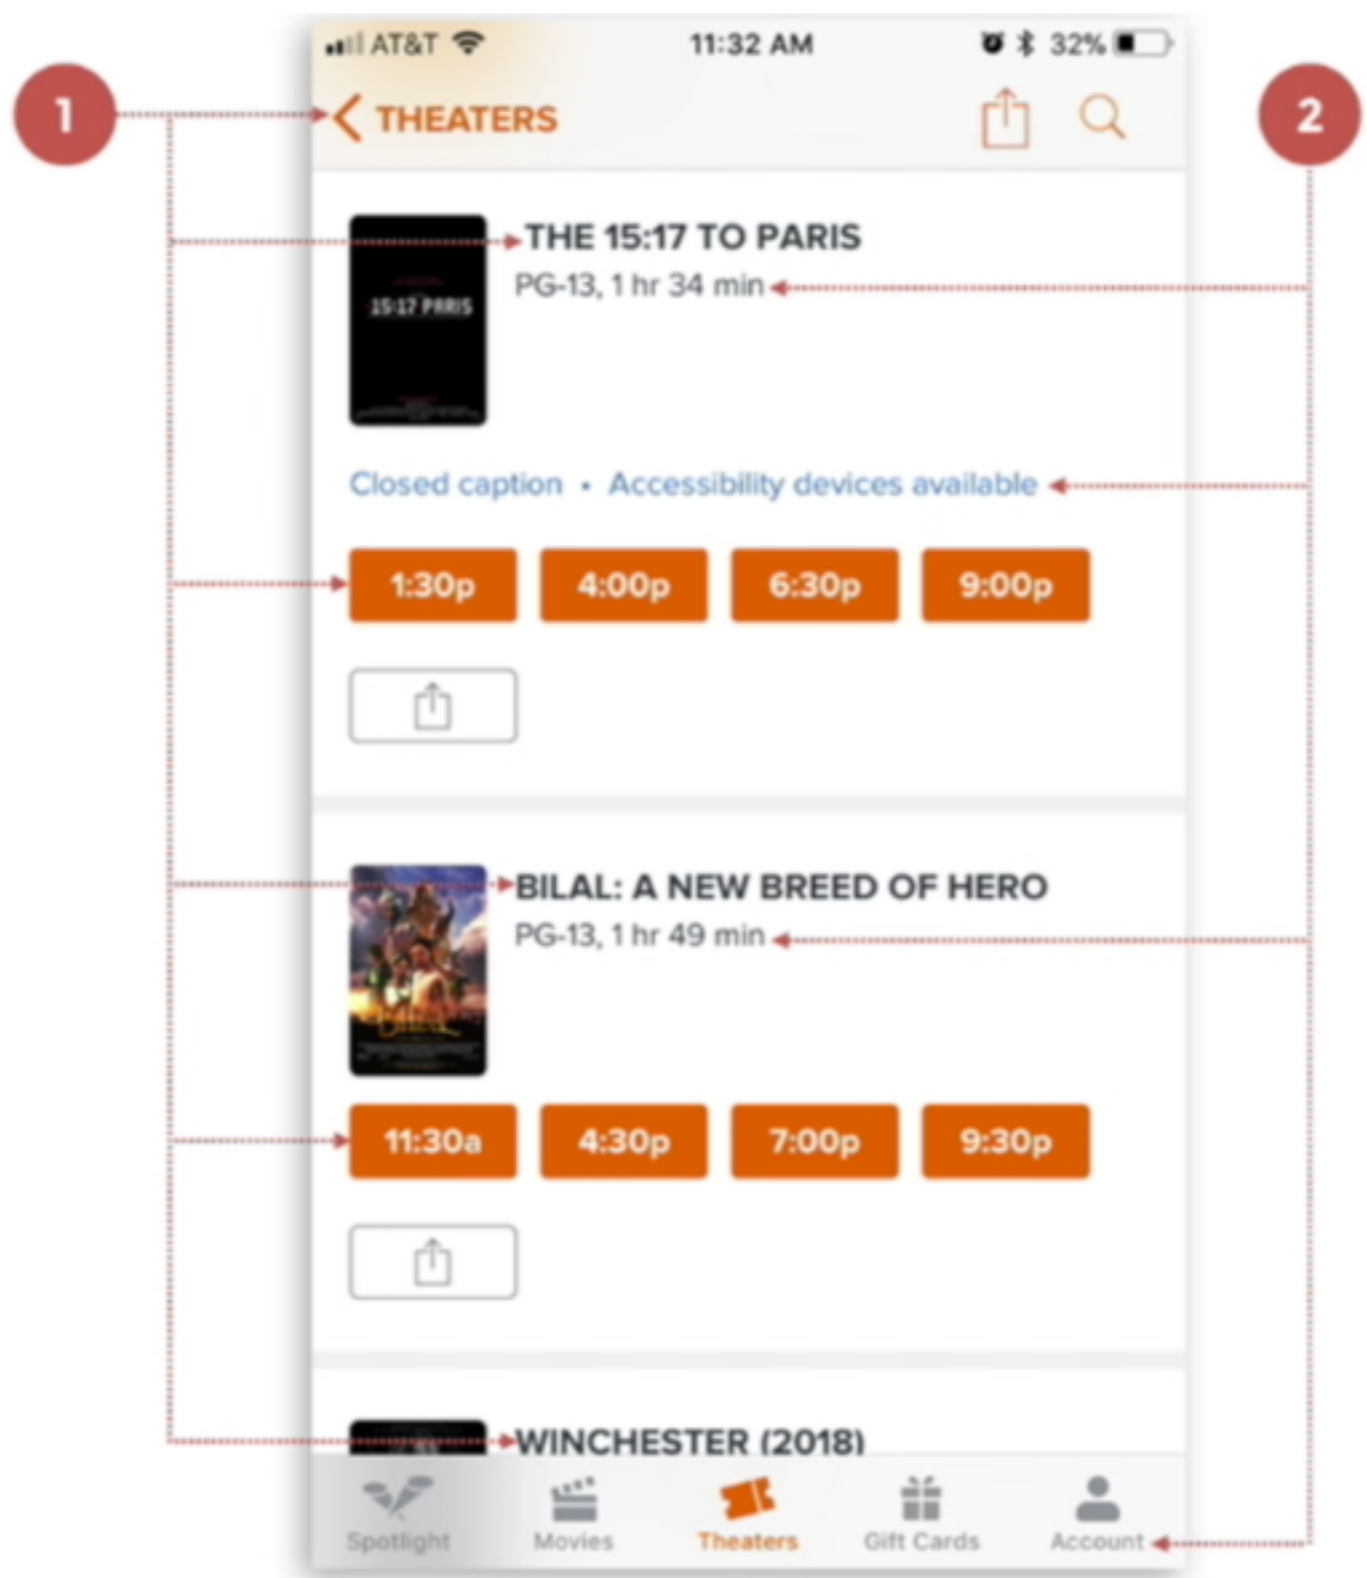 AT&T 11:32 AM 32%
1 THEATERS 2
THE 15:17 TO PARIS
PG-13, 1 hr 34 min
15:17 PARIS
Closed caption • Accessibility devices available
1:30p 4:00p 6:30p 9:00p
BILAL: A NEW BREED OF HERO
PG-13, 1 hr 49 min
BILAL
11:30a 4:30p 7:00p 9:30p
WINCHESTER (2018)
Spotlight Movies Theaters Gift Cards Account